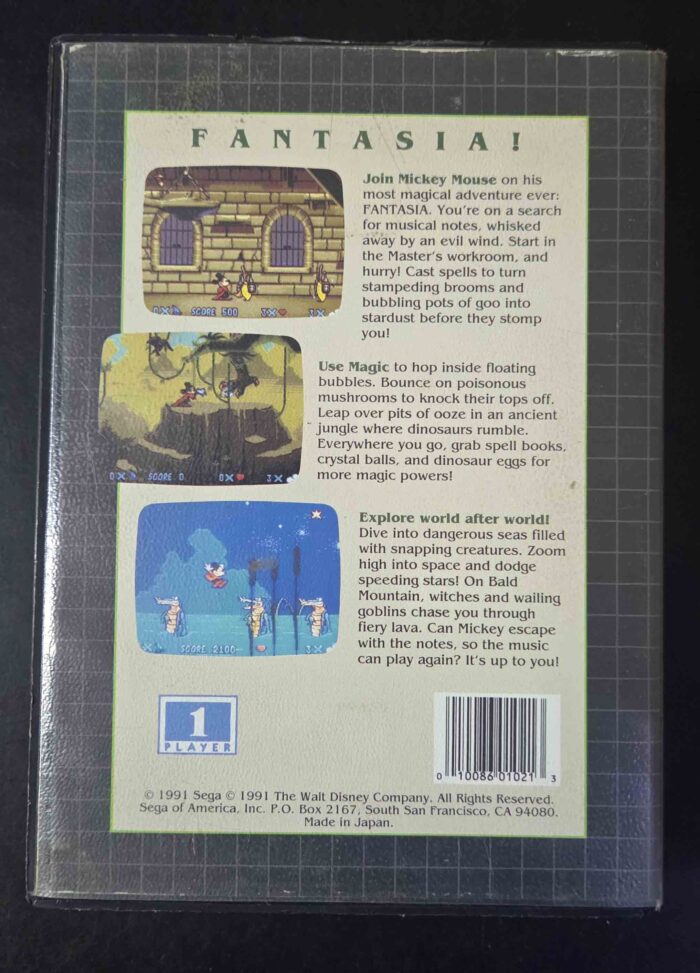 FANTASIA!
Join Mickey Mouse on his
most magical adventure ever:
FANTASIA. You're on a search
for musical notes, whisked
away by an evil wind. Start in
the Master's workroom, and
hurry! Cast spells to turn
stampeding brooms and
bubbling pots of goo into
stardust before they stomp
you!
SCORE 500 3X 3X
Use Magic to hop inside floating
bubbles. Bounce on poisonous
mushrooms to knock their tops off.
Leap over pits of ooze in an ancient
jungle where dinosaurs rumble.
Everywhere you go, grab spell books,
crystal balls, and dinosaur eggs for
more magic powers!
0X SCORE 0 0X 3X
Explore world after world!
Dive into dangerous seas filled
with snapping creatures. Zoom
high into space and dodge
speeding stars! On Bald
Mountain, witches and wailing
goblins chase you through
fiery lava. Can Mickey escape
with the notes, so the music
can play again? It's up to you!
SCORE 2100 3X
1
PLAYER
0 10086 01021 3
© 1991 Sega © 1991 The Walt Disney Company. All Rights Reserved.
Sega of America, Inc. P.O. Box 2167, South San Francisco, CA 94080.
Made in Japan.